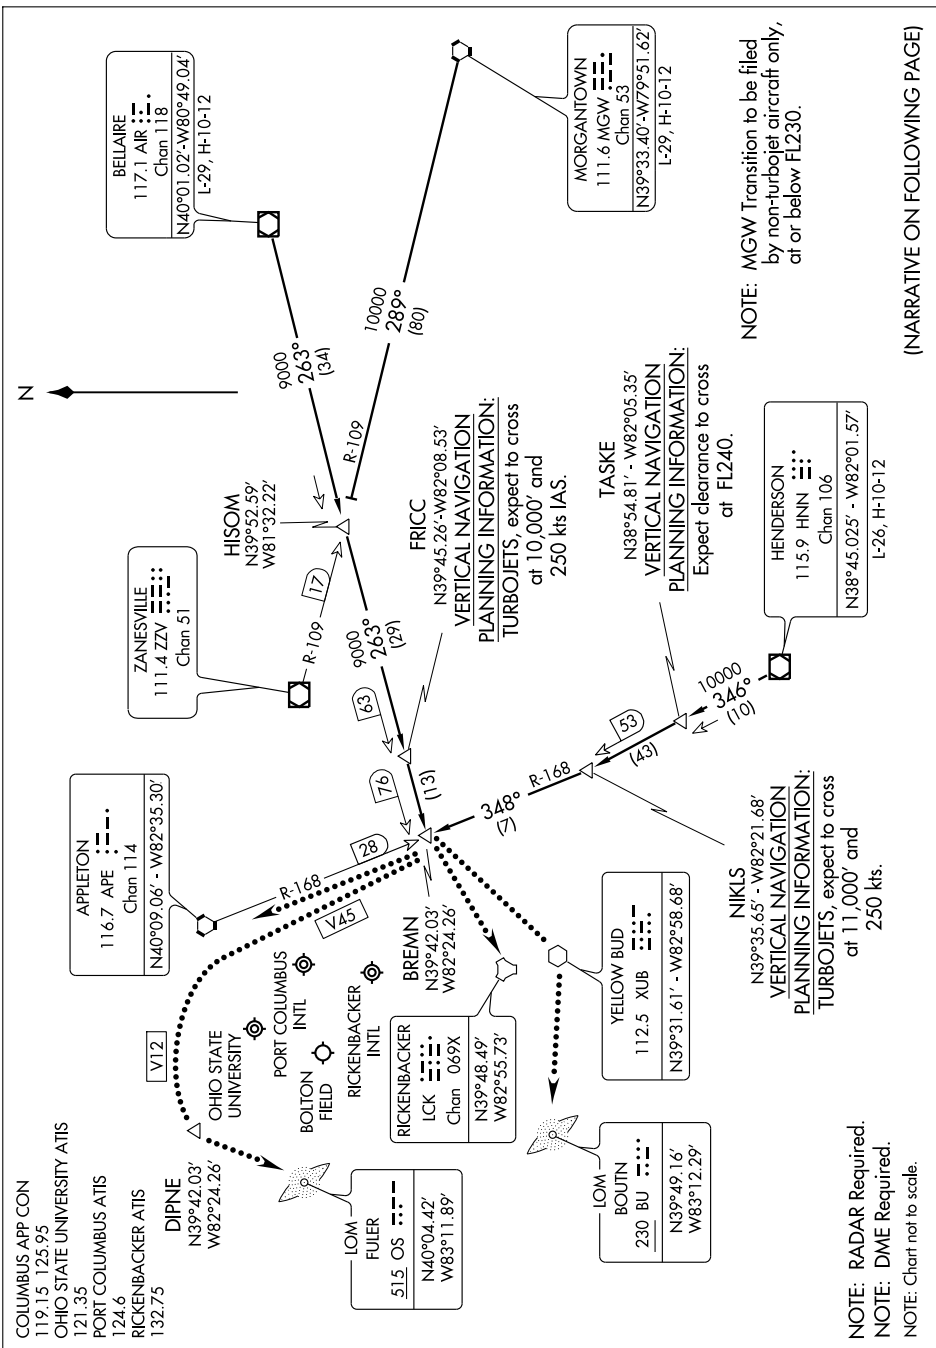 COLUMBUS APP CON
119.15 125.95
OHIO STATE UNIVERSITY ATIS
121.35
PORT COLUMBUS ATIS
124.6
RICKENBACKER ATIS
132.75
N
BELLAIRE
117.1 AIR
Chan 118
N40°01.02′-W80°49.04′
L-29, H-10-12
ZANESVILLE
111.4 ZZV
Chan 51
APPLETON
116.7 APE
Chan 114
N40°09.06′ - W82°35.30′
MORGANTOWN
111.6 MGW
Chan 53
N39°33.40′-W79°51.62′
L-29, H-10-12
HISOM
N39°52.59′
W81°32.22′
9000
263°
(34)
10000
289°
(80)
R-109
R-109
17
9000
263°
(29)
63
76
(13)
28
R-168
V45
V12
DIPNE
N39°42.03′
W82°24.26′
OHIO STATE
UNIVERSITY
PORT COLUMBUS
INTL
BOLTON
FIELD
RICKENBACKER
INTL
BREMN
N39°42.03′
W82°24.26′
FRICC
N39°45.26′-W82°08.53′
VERTICAL NAVIGATION
PLANNING INFORMATION:
TURBOJETS, expect to cross
at 10,000′ and
250 kts IAS.
LOM
FULER
515 OS
N40°04.42′
W83°11.89′
RICKENBACKER
LCK
Chan 069X
N39°48.49′
W82°55.73′
348°
(7)
R-168
53
(43)
10000
346°
(10)
TASKE
N38°54.81′ - W82°05.35′
VERTICAL NAVIGATION
PLANNING INFORMATION:
Expect clearance to cross
at FL240.
LOM
BOUTN
230 BU
N39°49.16′
W83°12.29′
YELLOW BUD
112.5 XUB
N39°31.61′ - W82°58.68′
NIKLS
N39°35.65′ - W82°21.68′
VERTICAL NAVIGATION
PLANNING INFORMATION:
TURBOJETS, expect to cross
at 11,000′ and
250 kts.
HENDERSON
115.9 HNN
Chan 106
N38°45.025′ - W82°01.57′
L-26, H-10-12
NOTE: MGW Transition to be filed
by non-turbojet aircraft only,
at or below FL230.
NOTE: RADAR Required.
NOTE: DME Required.
NOTE: Chart not to scale.
(NARRATIVE ON FOLLOWING PAGE)